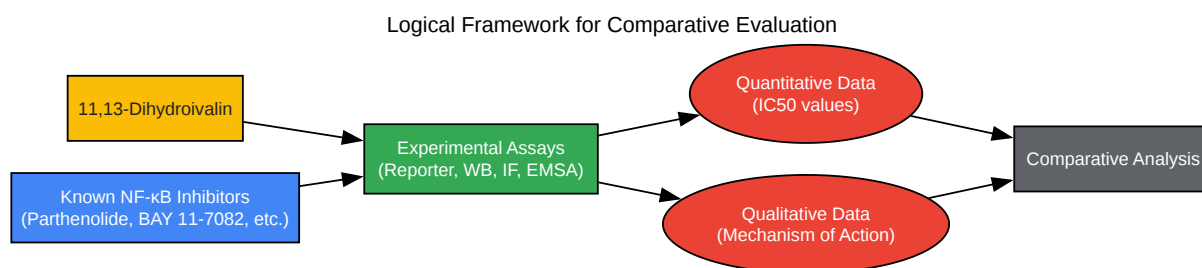 Logical Framework for Comparative Evaluation
11,13-Dihydroivalin
Known NF-κB Inhibitors
(Parthenolide, BAY 11-7082, etc.)
Experimental Assays
(Reporter, WB, IF, EMSA)
Quantitative Data
(IC50 values)
Qualitative Data
(Mechanism of Action)
Comparative Analysis